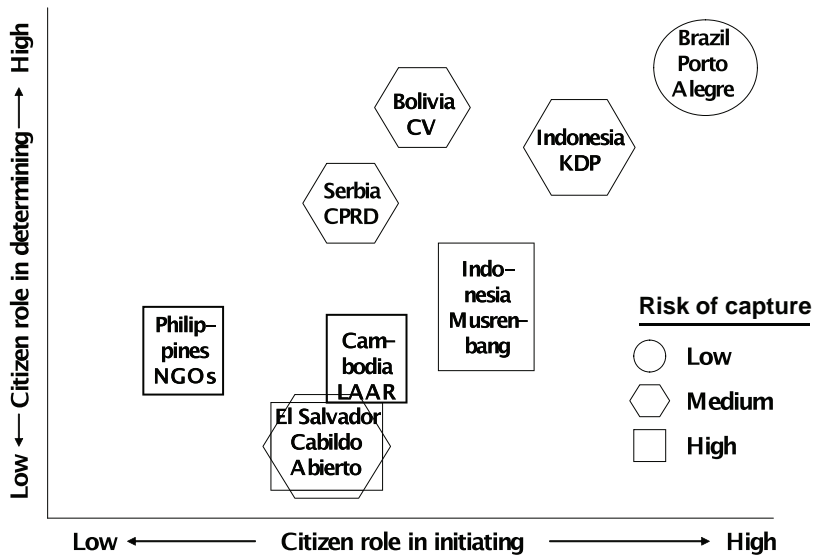 High
Citizen role in determining
Low
Brazil
Porto
Alegre
Bolivia
CV
Indonesia
KDP
Serbia
CPRD
Indo–
nesia
Musren–
bang
Philip–
pines
NGOs
Cam–
bodia
LAAR
El Salvador
Cabildo
Abierto
Risk of capture
Low
Medium
High
Low
Citizen role in initiating
High